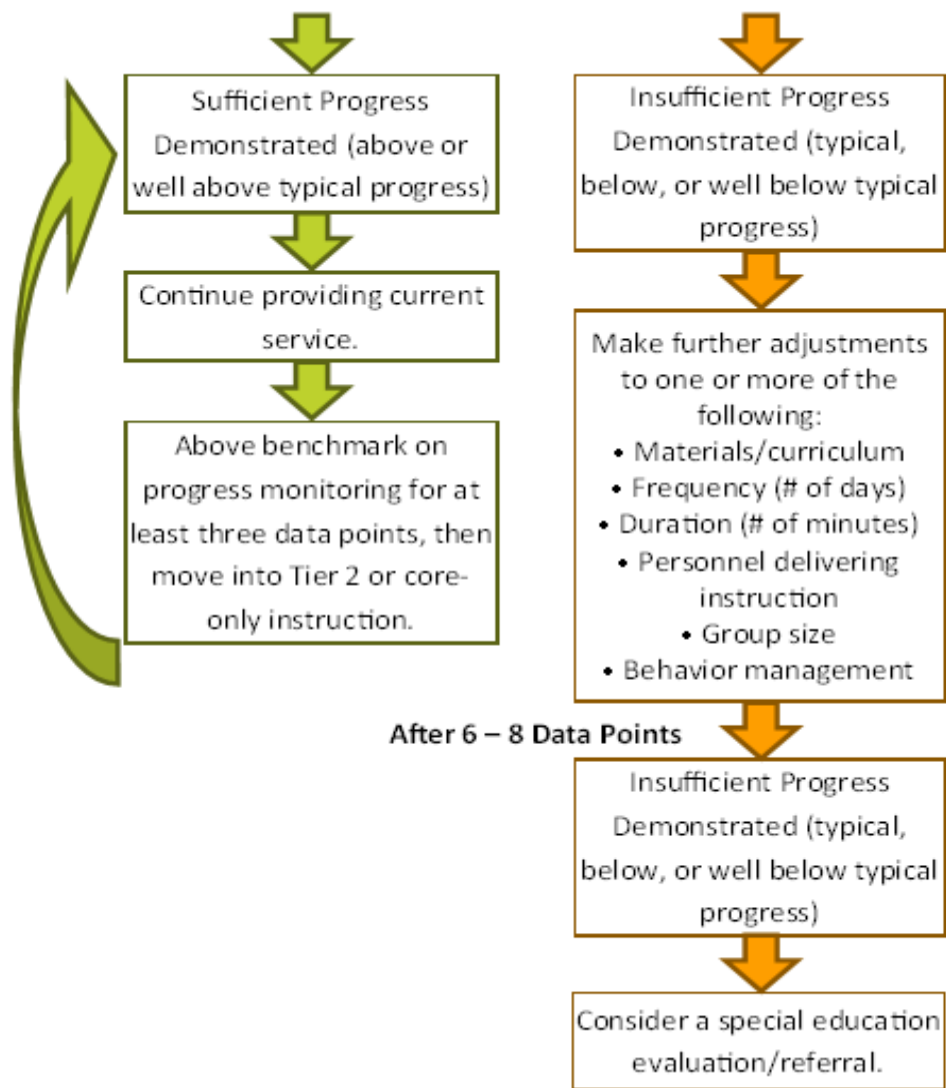 Sufficient Progress
Demonstrated (above or
well above typical progress)
Continue providing current
service.
Above benchmark on
progress monitoring for at
least three data points, then
move into Tier 2 or core-
only instruction.
Insufficient Progress
Demonstrated (typical,
below, or well below typical
progress)
Make further adjustments
to one or more of the
following:
• Materials/curriculum
• Frequency (# of days)
• Duration (# of minutes)
• Personnel delivering
instruction
• Group size
• Behavior management
After 6 – 8 Data Points
Insufficient Progress
Demonstrated (typical,
below, or well below typical
progress)
Consider a special education
evaluation/referral.